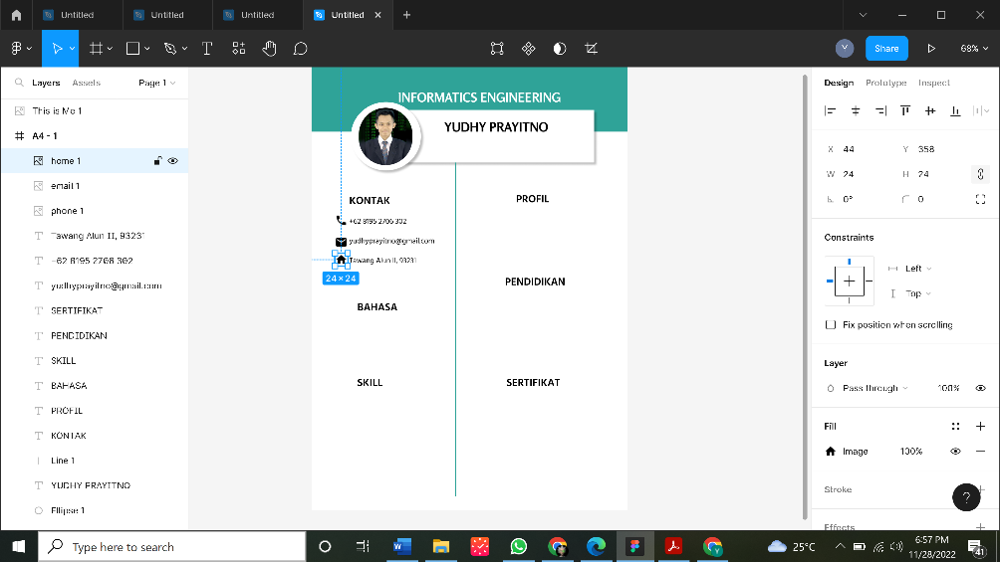 Untitled
Untitled
Untitled
Untitled
Share
68%
Layers
Assets
Page 1
This is Me 1
A4 - 1
home 1
email 1
phone 1
Tawang Alun II, 93231
+62 8195 2706 302
yudhyprayitno@gmail.com
SERTIFIKAT
PENDIDIKAN
SKILL
BAHASA
PROFIL
KONTAK
Line 1
YUDHY PRAYITNO
Ellipse 1
INFORMATICS ENGINEERING
YUDHY PRAYITNO
KONTAK
+62 8195 2706 302
yudhyprayitno@gmail.com
Tawang Alun II, 93231
24 × 24
BAHASA
SKILL
PROFIL
PENDIDIKAN
SERTIFIKAT
Design
Prototype
Inspect
X 44
Y 358
W 24
H 24
0°
0
Constraints
Left
Top
Fix position when scrolling
Layer
Pass through
100%
Fill
Image
100%
Stroke
Effects
?
Type here to search
25°C
6:57 PM
11/28/2022
41